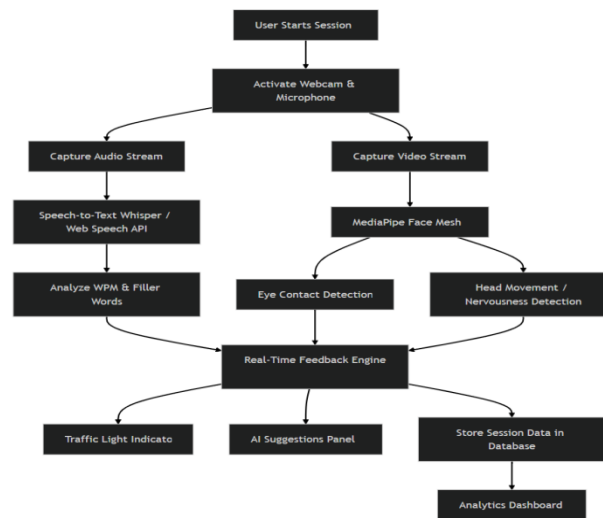 User Starts Session
Activate Webcam &
Microphone
Capture Audio Stream
Capture Video Stream
Speech-to-Text Whisper /
Web Speech API
MediaPipe Face Mesh
Analyze WPM & Filler
Words
Eye Contact Detection
Head Movement /
Nervousness Detection
Real-Time Feedback Engine
Traffic Light Indicato
AI Suggestions Panel
Store Session Data in
Database
Analytics Dashboard